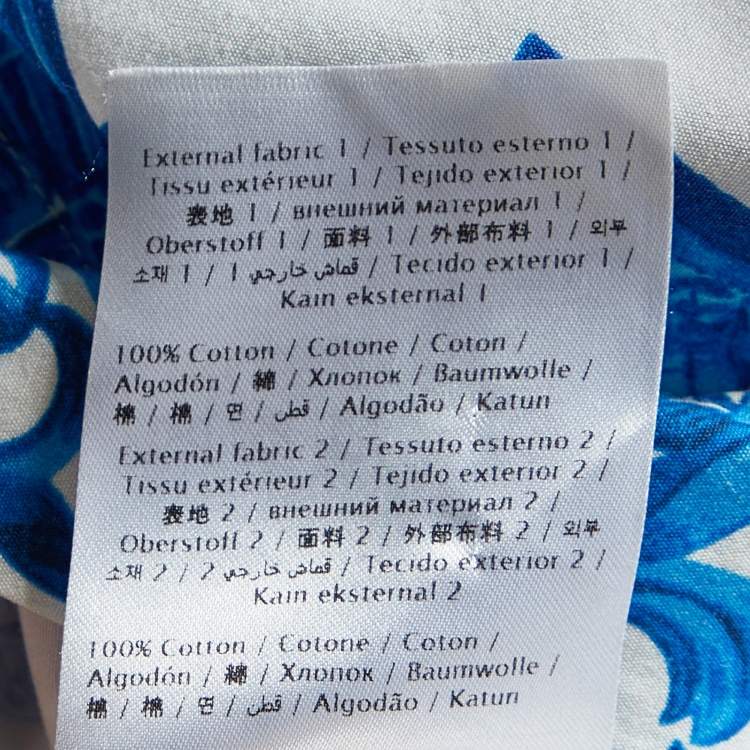 External fabric 1 / Tessuto esterno 1 /
Tissu extérieur 1 / Tejido exterior 1 /
表地 1 / внешний материал 1 /
Oberstoff 1 / 面料 1 / 外部布料 1 / 외부
소재 1 / 1 قماش خارجي / Tecido exterior 1 /
Kain eksternal 1
100% Cotton / Cotone / Coton /
Algodón / 綿 / Хлопок / Baumwolle /
棉 / 棉 / 면 / قطن / Algodão / Katun
External fabric 2 / Tessuto esterno 2 /
Tissu extérieur 2 / Tejido exterior 2 /
表地 2 / внешний материал 2 /
Oberstoff 2 / 面料 2 / 外部布料 2 / 외부
소재 2 / 2 قماش خارجي / Tecido exterior 2 /
Kain eksternal 2
100% Cotton / Cotone / Coton /
Algodón / 綿 / Хлопок / Baumwolle /
棉 / 棉 / 면 / قطن / Algodão / Katun